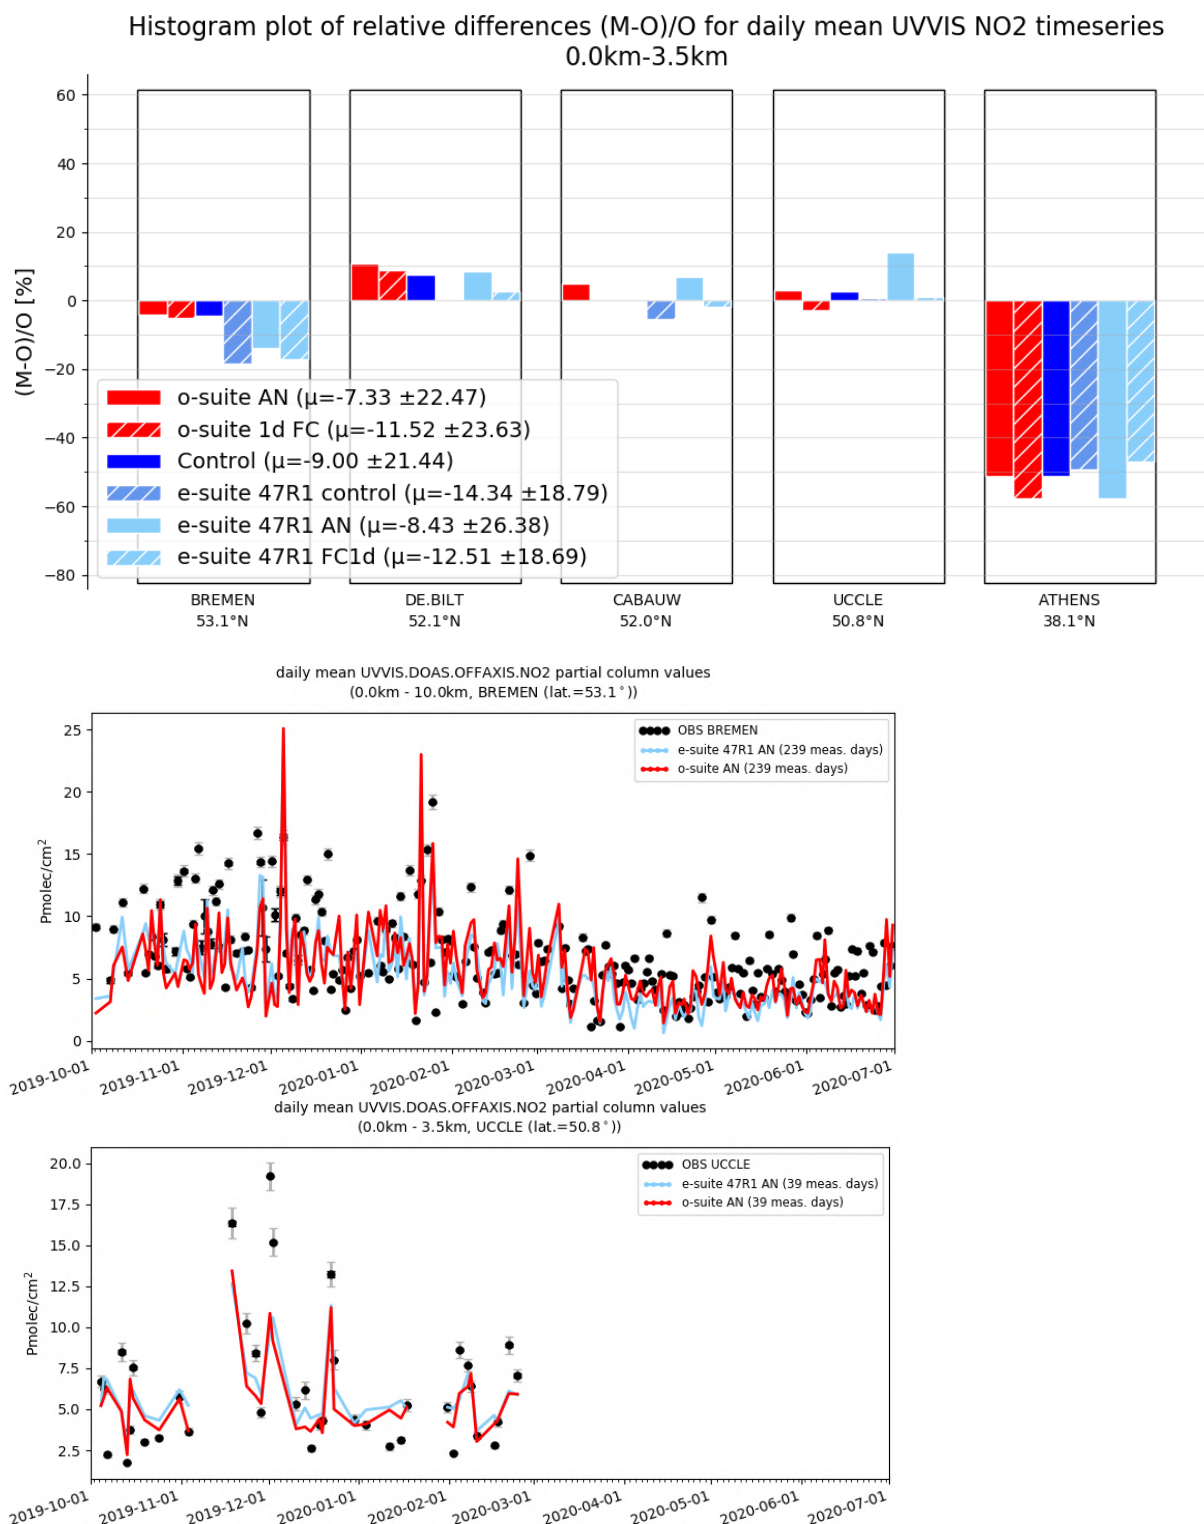 Histogram plot of relative differences (M-O)/O for daily mean UVVIS NO2 timeseries
0.0km-3.5km
(M-O)/O [%]
60
40
20
0
−20
−40
−60
−80
o-suite AN (μ=-7.33 ±22.47)
o-suite 1d FC (μ=-11.52 ±23.63)
Control (μ=-9.00 ±21.44)
e-suite 47R1 control (μ=-14.34 ±18.79)
e-suite 47R1 AN (μ=-8.43 ±26.38)
e-suite 47R1 FC1d (μ=-12.51 ±18.69)
BREMEN DE.BILT CABAUW UCCLE ATHENS
53.1°N 52.1°N 52.0°N 50.8°N 38.1°N
daily mean UVVIS.DOAS.OFFAXIS.NO2 partial column values
(0.0km - 10.0km, BREMEN (lat.=53.1°))
Pmolec/cm²
25
20
15
10
5
0
OBS BREMEN
e-suite 47R1 AN (239 meas. days)
o-suite AN (239 meas. days)
2019-10-01 2019-11-01 2019-12-01 2020-01-01 2020-02-01 2020-03-01 2020-04-01 2020-05-01 2020-06-01 2020-07-01
daily mean UVVIS.DOAS.OFFAXIS.NO2 partial column values
(0.0km - 3.5km, UCCLE (lat.=50.8°))
Pmolec/cm²
20.0
17.5
15.0
12.5
10.0
7.5
5.0
2.5
OBS UCCLE
e-suite 47R1 AN (39 meas. days)
o-suite AN (39 meas. days)
2019-10-01 2019-11-01 2019-12-01 2020-01-01 2020-02-01 2020-03-01 2020-04-01 2020-05-01 2020-06-01 2020-07-01